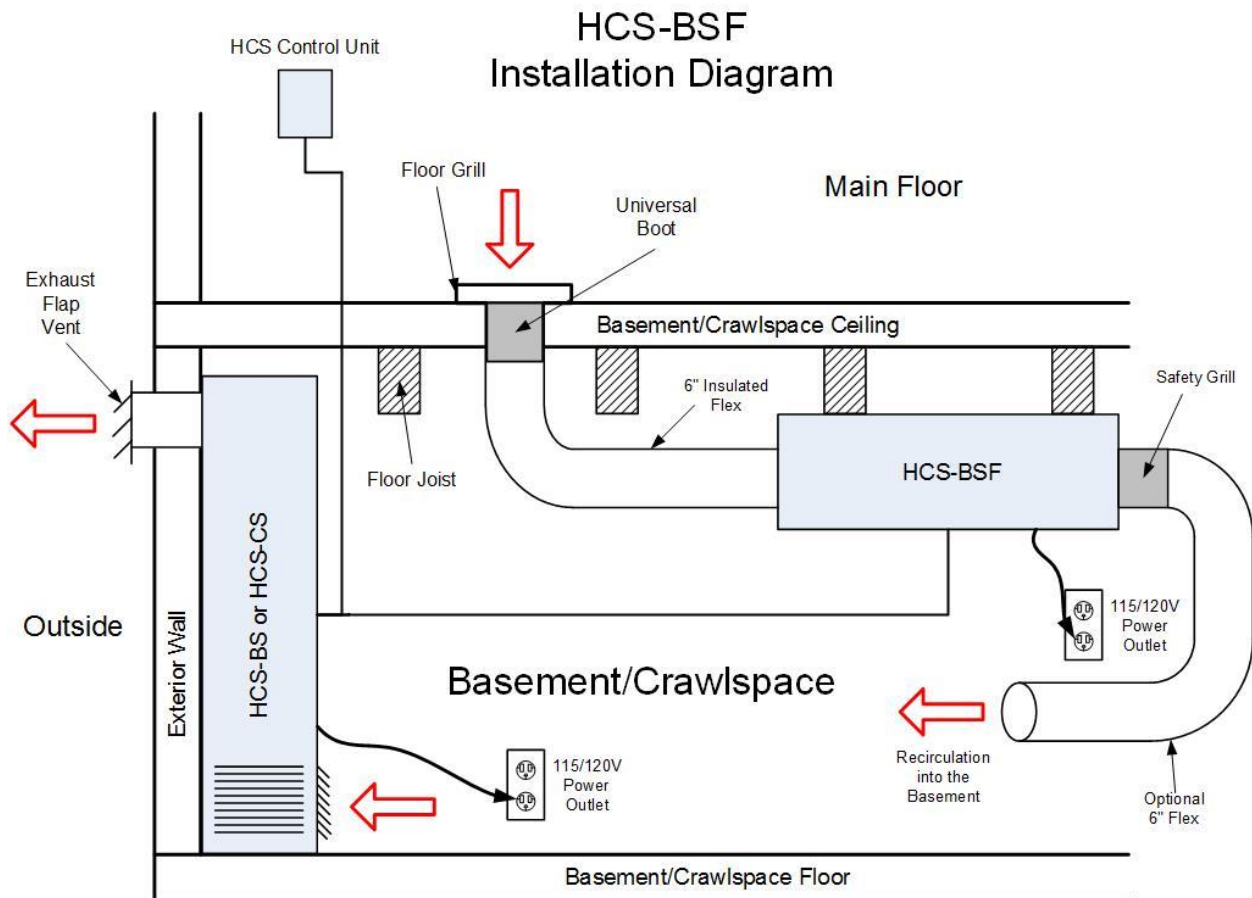 HCS-BSF
Installation Diagram
HCS Control Unit
Floor Grill
Universal
Boot
Main Floor
Exhaust
Flap
Vent
Basement/Crawlspace Ceiling
6" Insulated
Flex
Safety Grill
Floor Joist
HCS-BSF
HCS-BS or HCS-CS
Outside
Exterior Wall
115/120V
Power
Outlet
Basement/Crawlspace
115/120V
Power
Outlet
Recirculation
into the
Basement
Optional
6" Flex
Basement/Crawlspace Floor